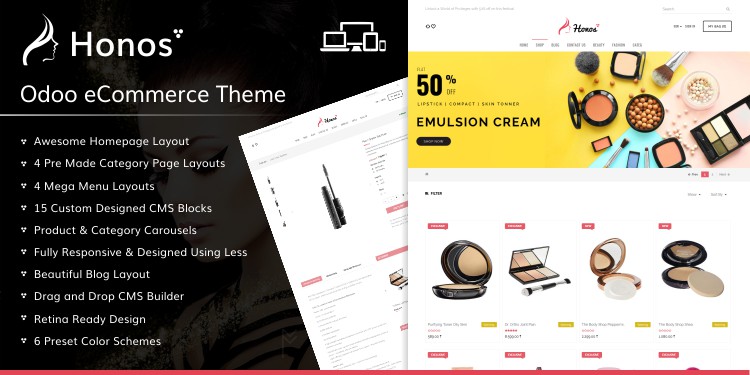 Honos
Odoo eCommerce Theme
Awesome Homepage Layout
4 Pre Made Category Page Layouts
4 Mega Menu Layouts
15 Custom Designed CMS Blocks
Product & Category Carousels
Fully Responsive & Designed Using Less
Beautiful Blog Layout
Drag and Drop CMS Builder
Retina Ready Design
6 Preset Color Schemes
Honos
HOME SHOP BLOG CONTACT US BEAUTY FASHION
FLAT
50%
OFF
LIPSTICK | COMPACT | SKIN TONNER
EMULSION CREAM
SHOP NOW
FILTER